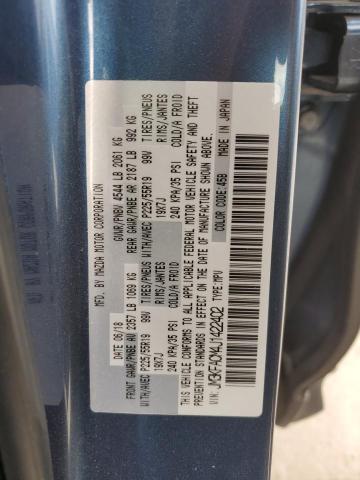 MFD. BY MAZDA MOTOR CORPORATION
DATE 06/18 GVWR/PNBV 4544 LB 2061 KG
FRONT GAWR/PNBE AV 2357 LB 1069 KG REAR GAWR/PNBE AR 2187 LB 992 KG
WITH/AVEC P225/55R19 99V TIRES/PNEUS WITH/AVEC P225/55R19 99V TIRES/PNEUS
19X7J RIMS/JANTES 19X7J RIMS/JANTES
240 KPA/35 PSI COLD/A FROID 240 KPA/35 PSI COLD/A FROID
THIS VEHICLE CONFORMS TO ALL APPLICABLE FEDERAL MOTOR VEHICLE SAFETY AND THEFT
PREVENTION STANDARDS IN EFFECT ON THE DATE OF MANUFACTURE SHOWN ABOVE.
VIN: JM3KFADM4J1422402 TYPE: MPV
COLOR CODE: 45B MADE IN JAPAN